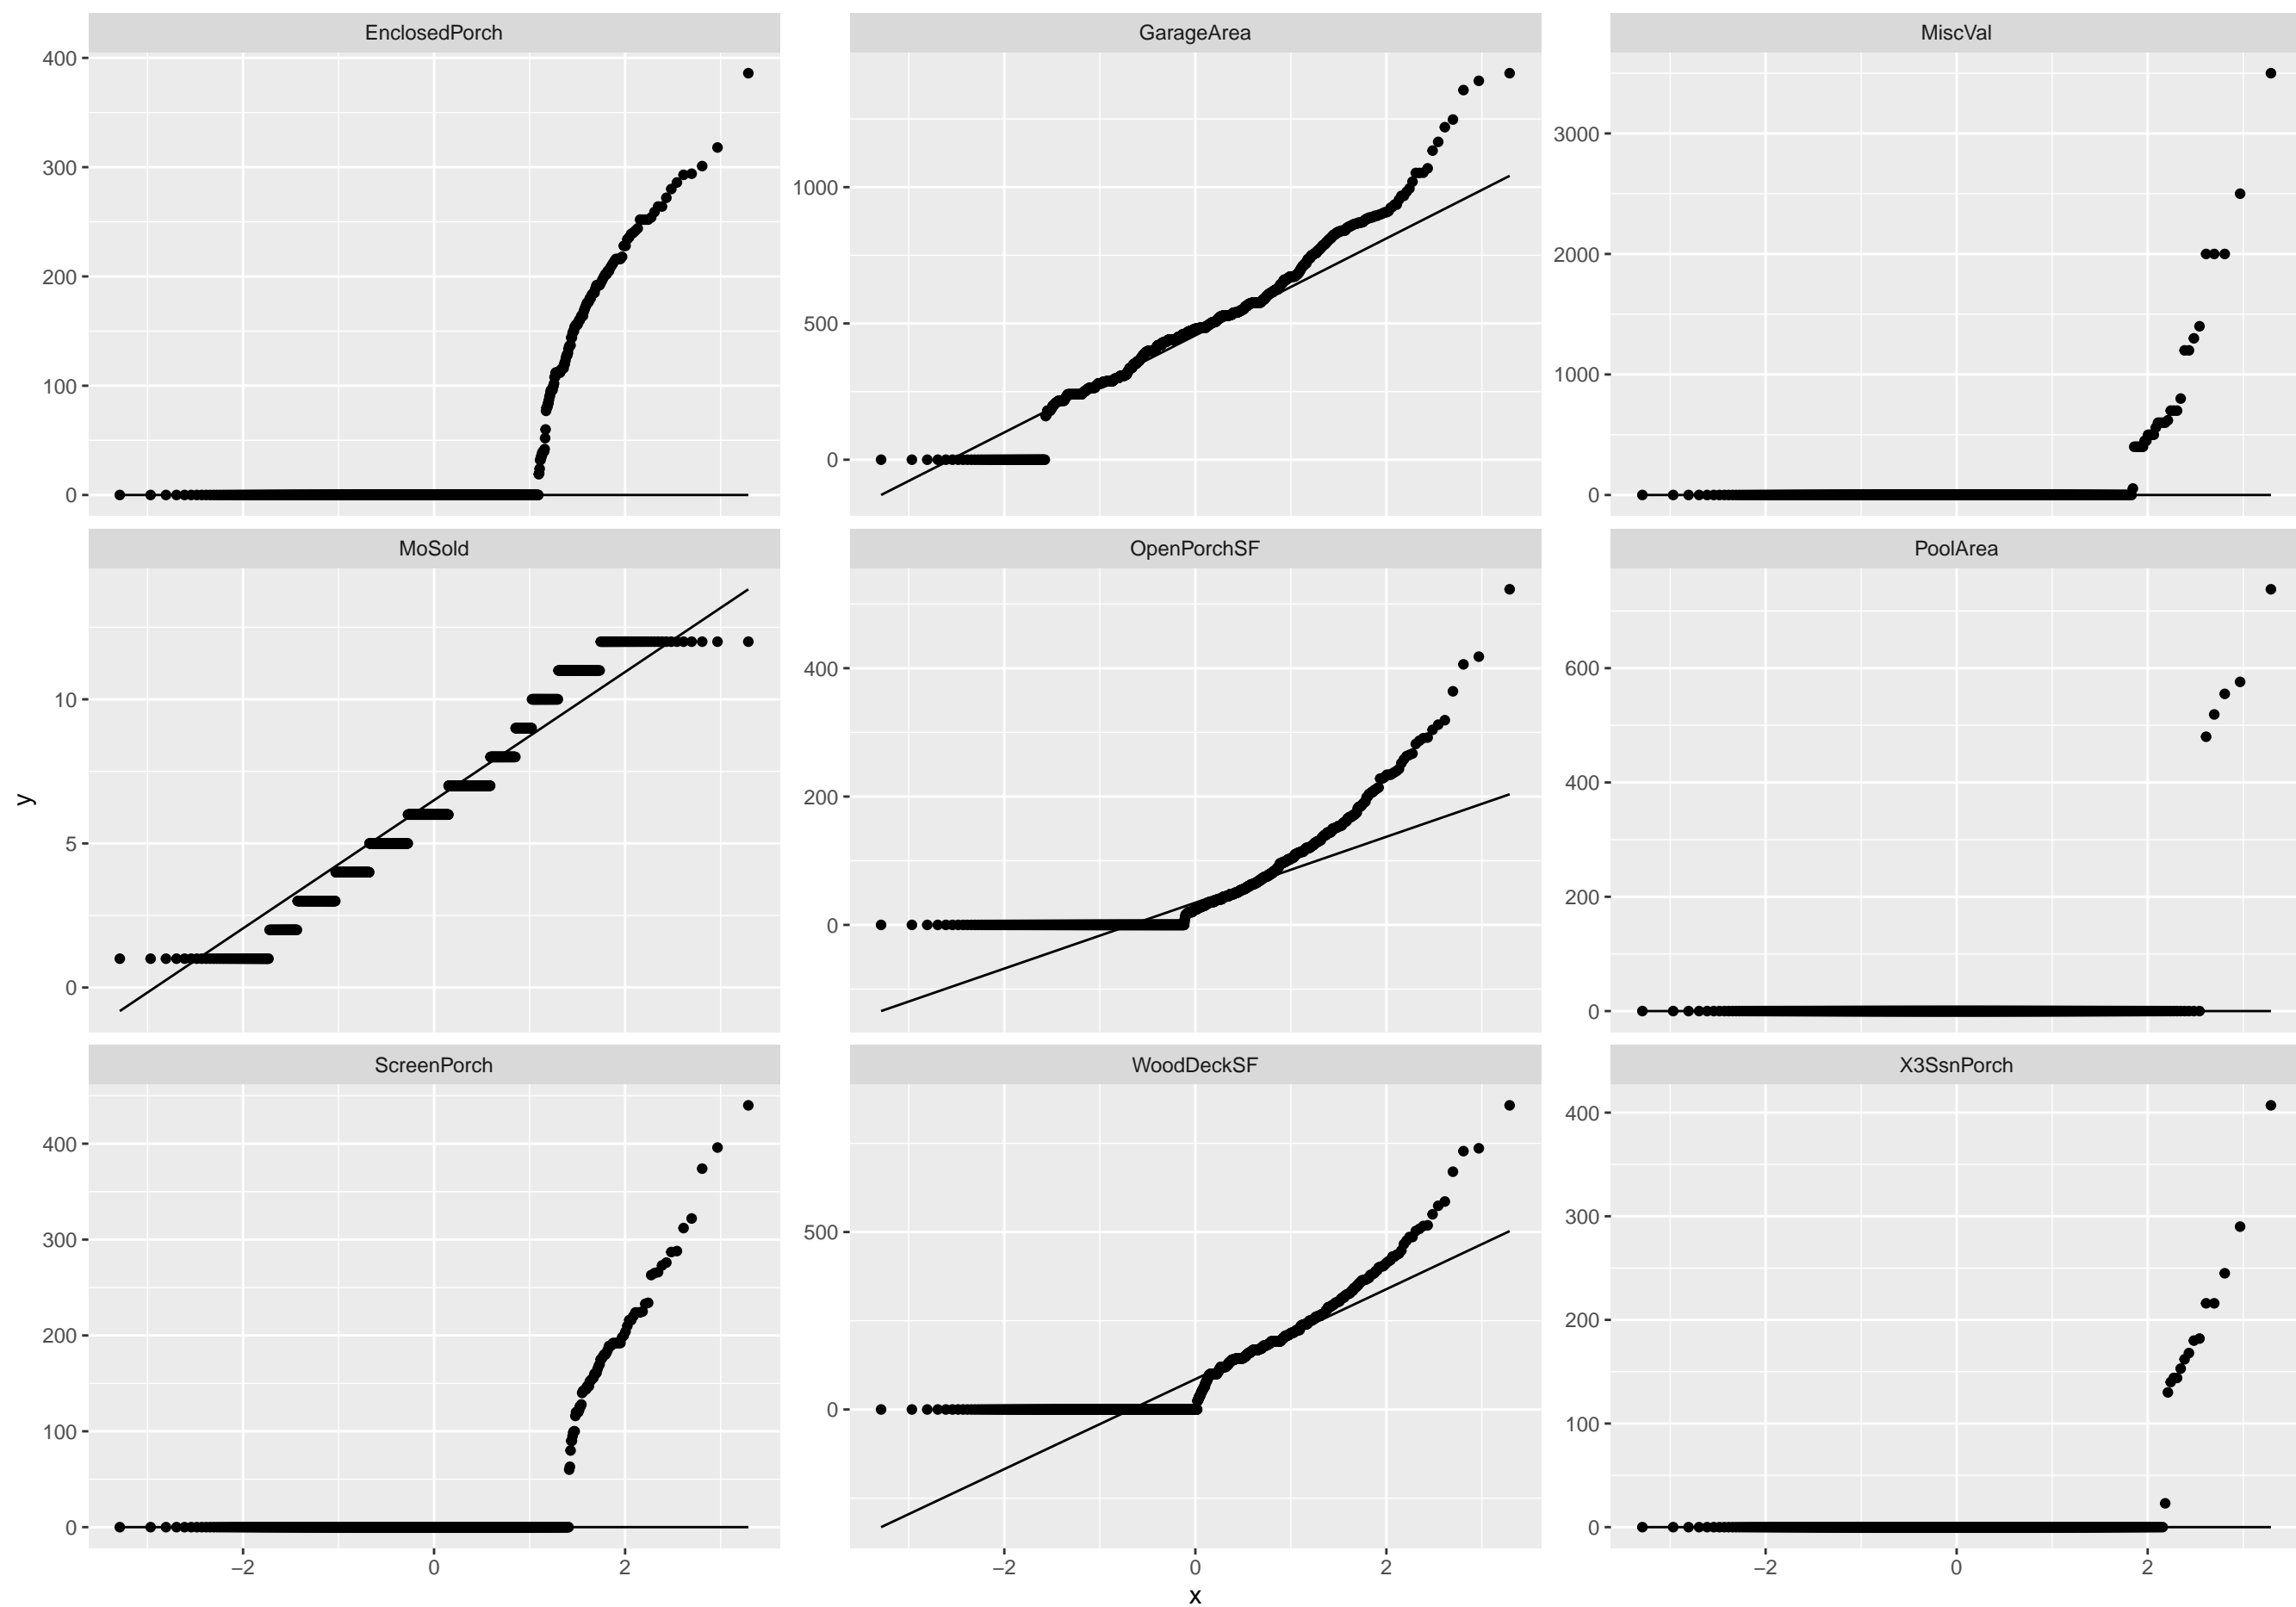 EnclosedPorch
GarageArea
MiscVal
400
300
200
100
0
1000
500
0
3000
2000
1000
0
MoSold
OpenPorchSF
PoolArea
10
5
0
400
200
0
600
400
200
0
ScreenPorch
WoodDeckSF
X3SsnPorch
400
300
200
100
0
500
0
400
300
200
100
0
−2 0 2
−2 0 2
−2 0 2
x
y